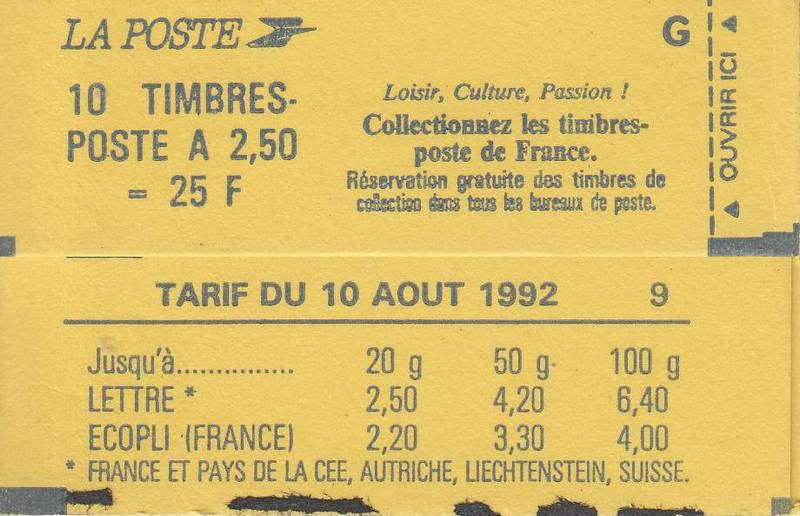 LA POSTE G
10 TIMBRES-
POSTE A 2,50
= 25 F
Loisir, Culture, Passion !
Collectionnez les timbres-
poste de France.
Réservation gratuite des timbres de
collection dans tous les bureaux de poste.
OUVRIR ICI
TARIF DU 10 AOUT 1992 9
Jusqu'à............... 20 g 50 g 100 g
LETTRE * 2,50 4,20 6,40
ECOPLI (FRANCE) 2,20 3,30 4,00
* FRANCE ET PAYS DE LA CEE, AUTRICHE, LIECHTENSTEIN, SUISSE.